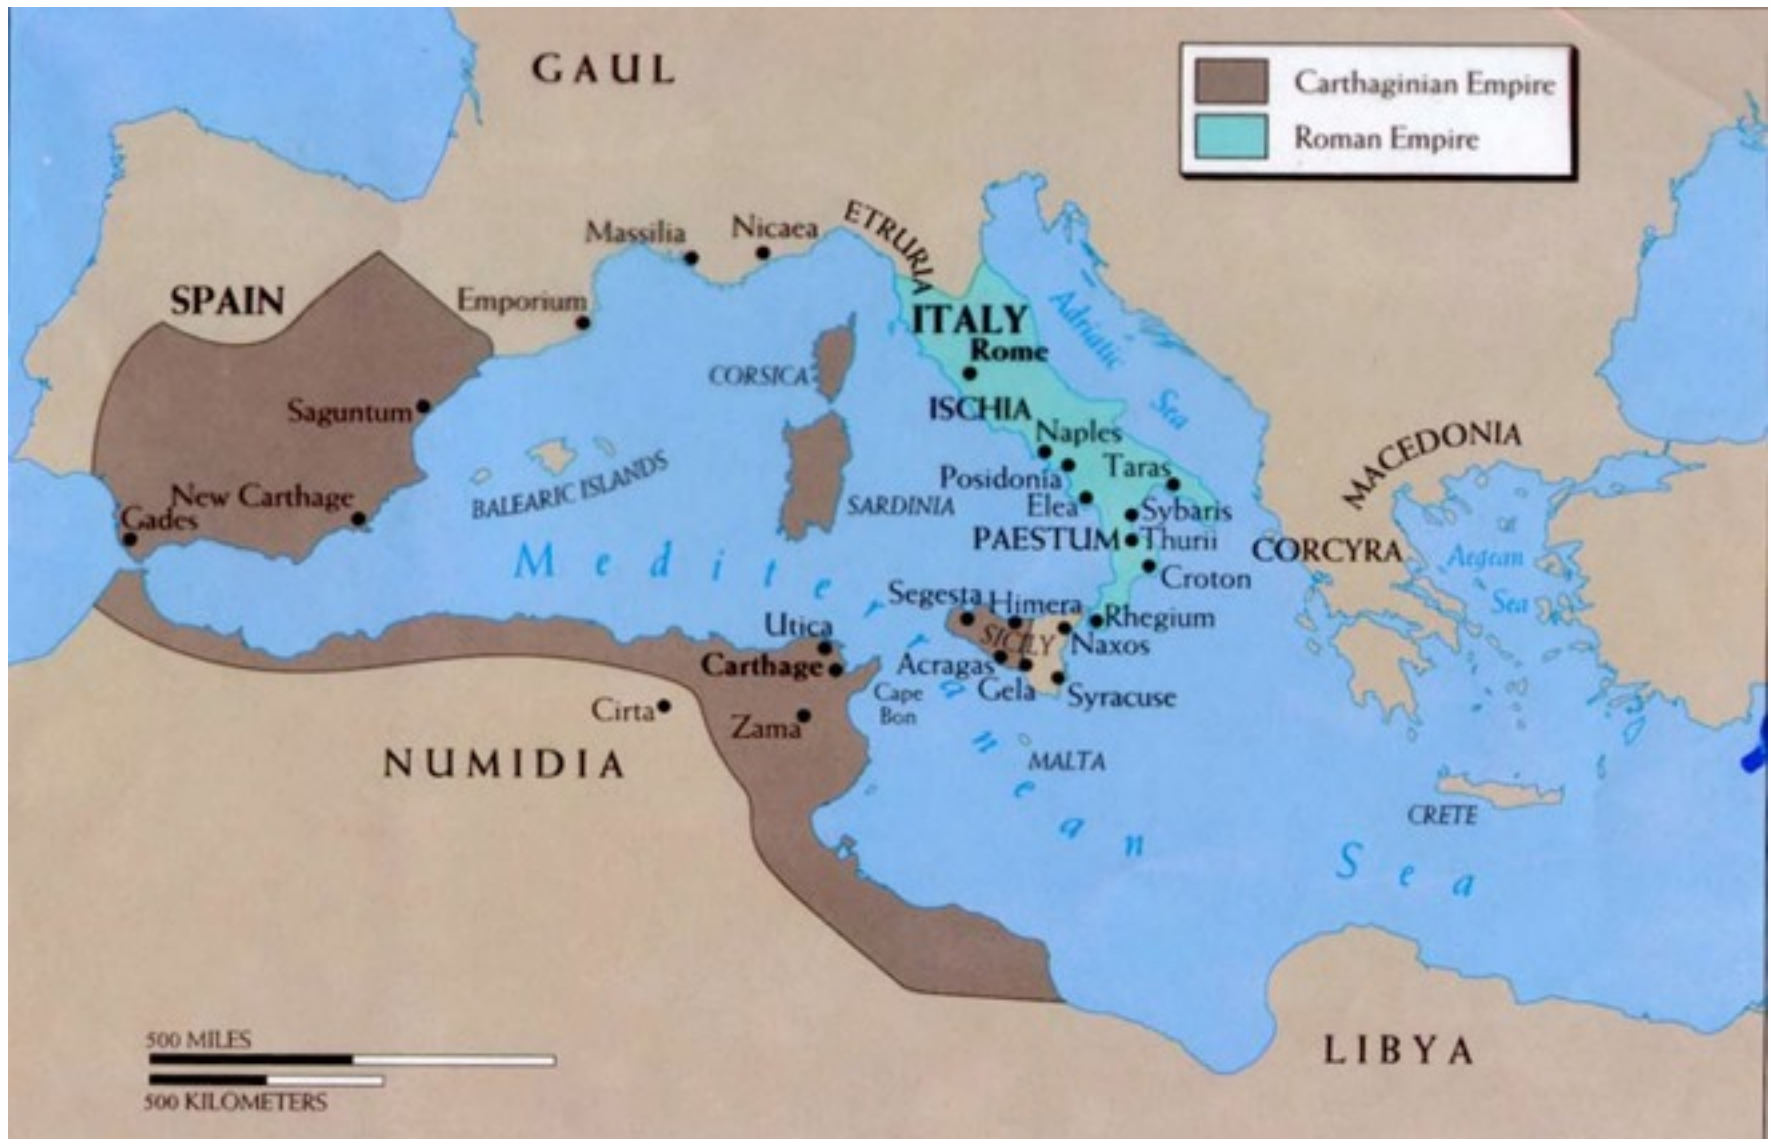 GAUL
Carthaginian Empire
Roman Empire
ETRURIA
Massilia
Nicaea
SPAIN
Emporium
ITALY
Adriatic
Sea
Rome
CORSICA
Saguntum
ISCHIA
Naples
MACEDONIA
BALEARIC ISLANDS
Posidonia
Taras
New Carthage
SARDINIA
Elea
Sybaris
Gades
PAESTUM
Thurii
CORCYRA
Aegean
Sea
Mediterranean
Sea
Croton
Segesta
Himera
Rhegium
Utica
SICILY
Naxos
Carthage
Acragas
Gela
Syracuse
Cape
Bon
Cirta
Zama
NUMIDIA
MALTA
CRETE
500 MILES
500 KILOMETERS
LIBYA